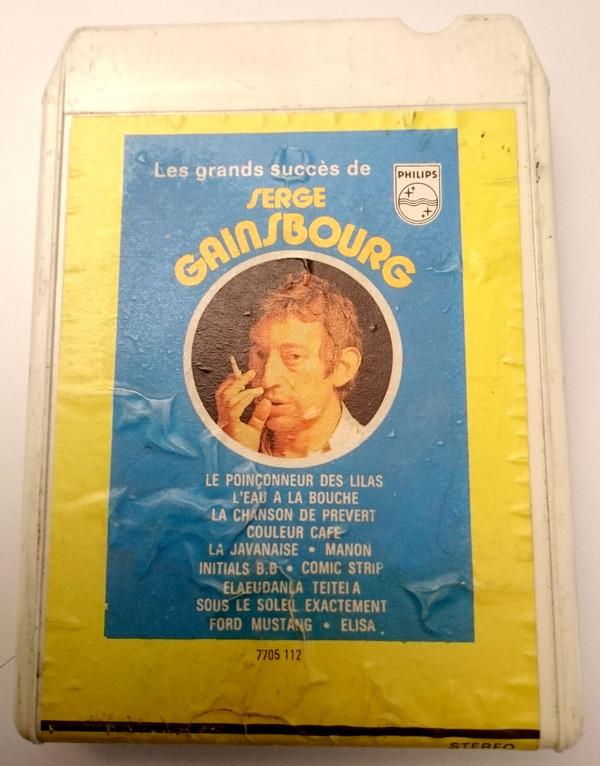 Les grands succès de
SERGE
GAINSBOURG
PHILIPS
LE POINÇONNEUR DES LILAS
L'EAU A LA BOUCHE
LA CHANSON DE PREVERT
COULEUR CAFE
LA JAVANAISE • MANON
INITIALS B.B • COMIC STRIP
ELAEUDANLA TEITEIA
SOUS LE SOLEIL EXACTEMENT
FORD MUSTANG • ELISA
7705 112
STEREO